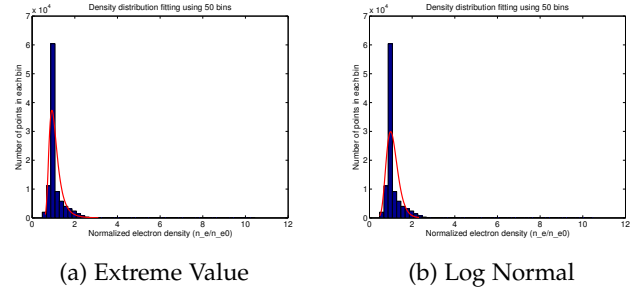 Density distribution fitting using 50 bins
x 10^4
7
6
5
4
3
2
1
0
Number of points in each bin
0 2 4 6 8 10 12
Normalized electron density (n_e/n_e0)
(a) Extreme Value
Density distribution fitting using 50 bins
x 10^4
7
6
5
4
3
2
1
0
Number of points in each bin
0 2 4 6 8 10 12
Normalized electron density (n_e/n_e0)
(b) Log Normal